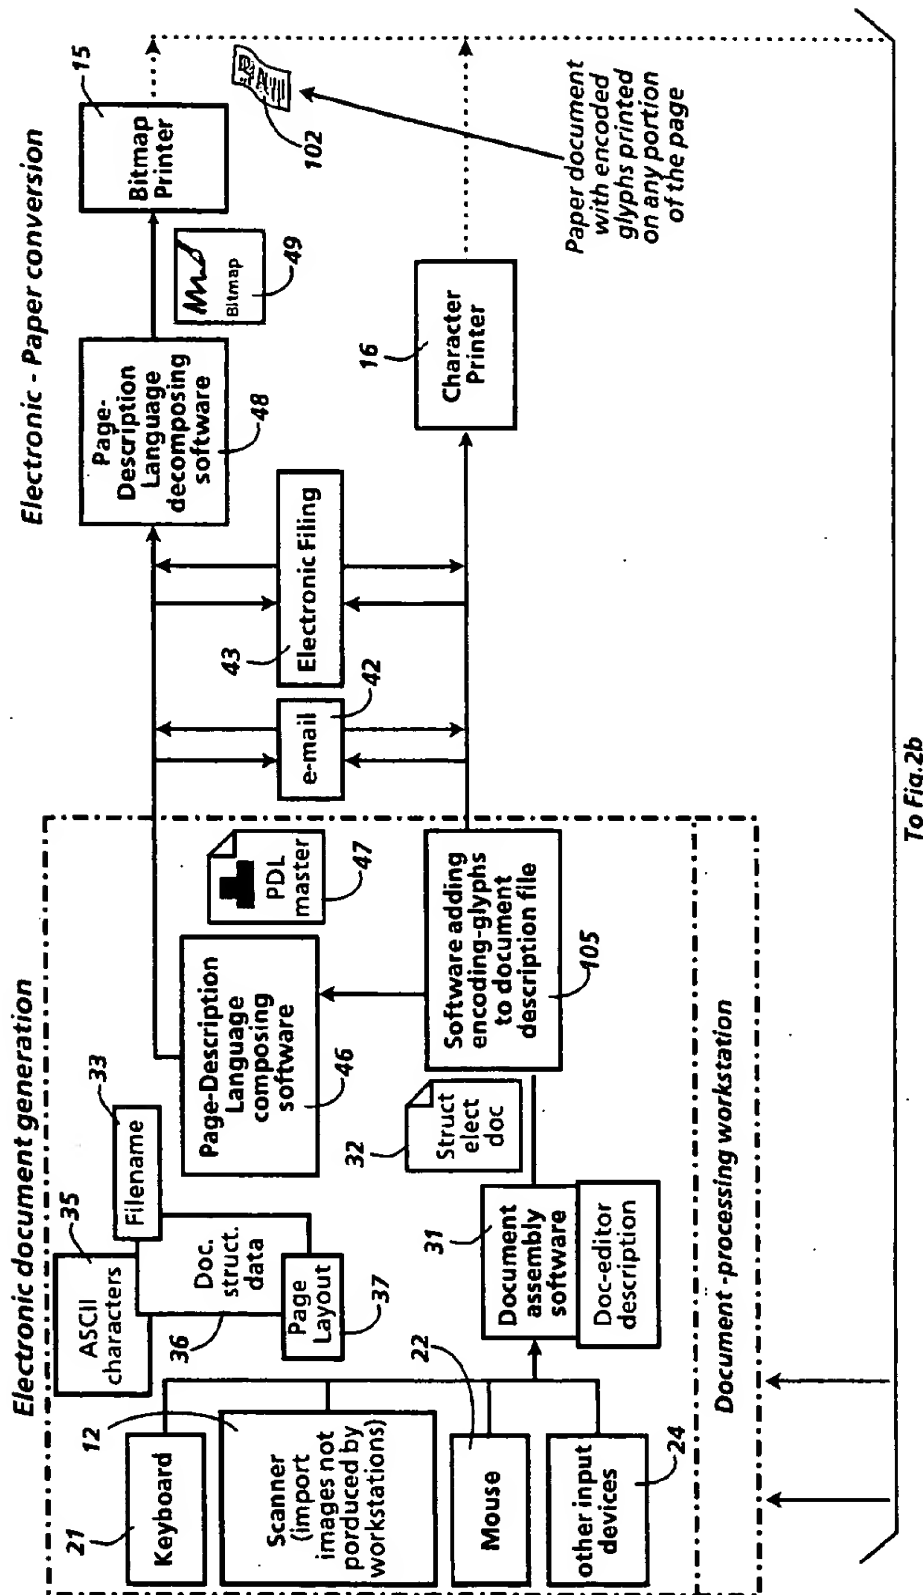 Electronic document generation
Electronic - Paper conversion
21
Keyboard
12
Scanner
(import
images not
porduced by
workstations)
22
Mouse
other input
devices
24
35
ASCII
characters
33
Filename
Doc.
struct.
data
36
Page
Layout
37
31
Document
assembly
software
Doc-editor
description
32
Struct
elect
doc
Page-Description
Language
composing
software
46
PDL
master
47
Software adding
encoding-glyphs
to document
description file
105
Document -processing workstation
e-mail
42
43
Electronic Filing
Page-
Description
Language
decomposing
software
48
Bitmap
49
15
Bitmap
Printer
102
16
Character
Printer
Paper document
with encoded
glyphs printed
on any portion
of the page
To Fig.2b